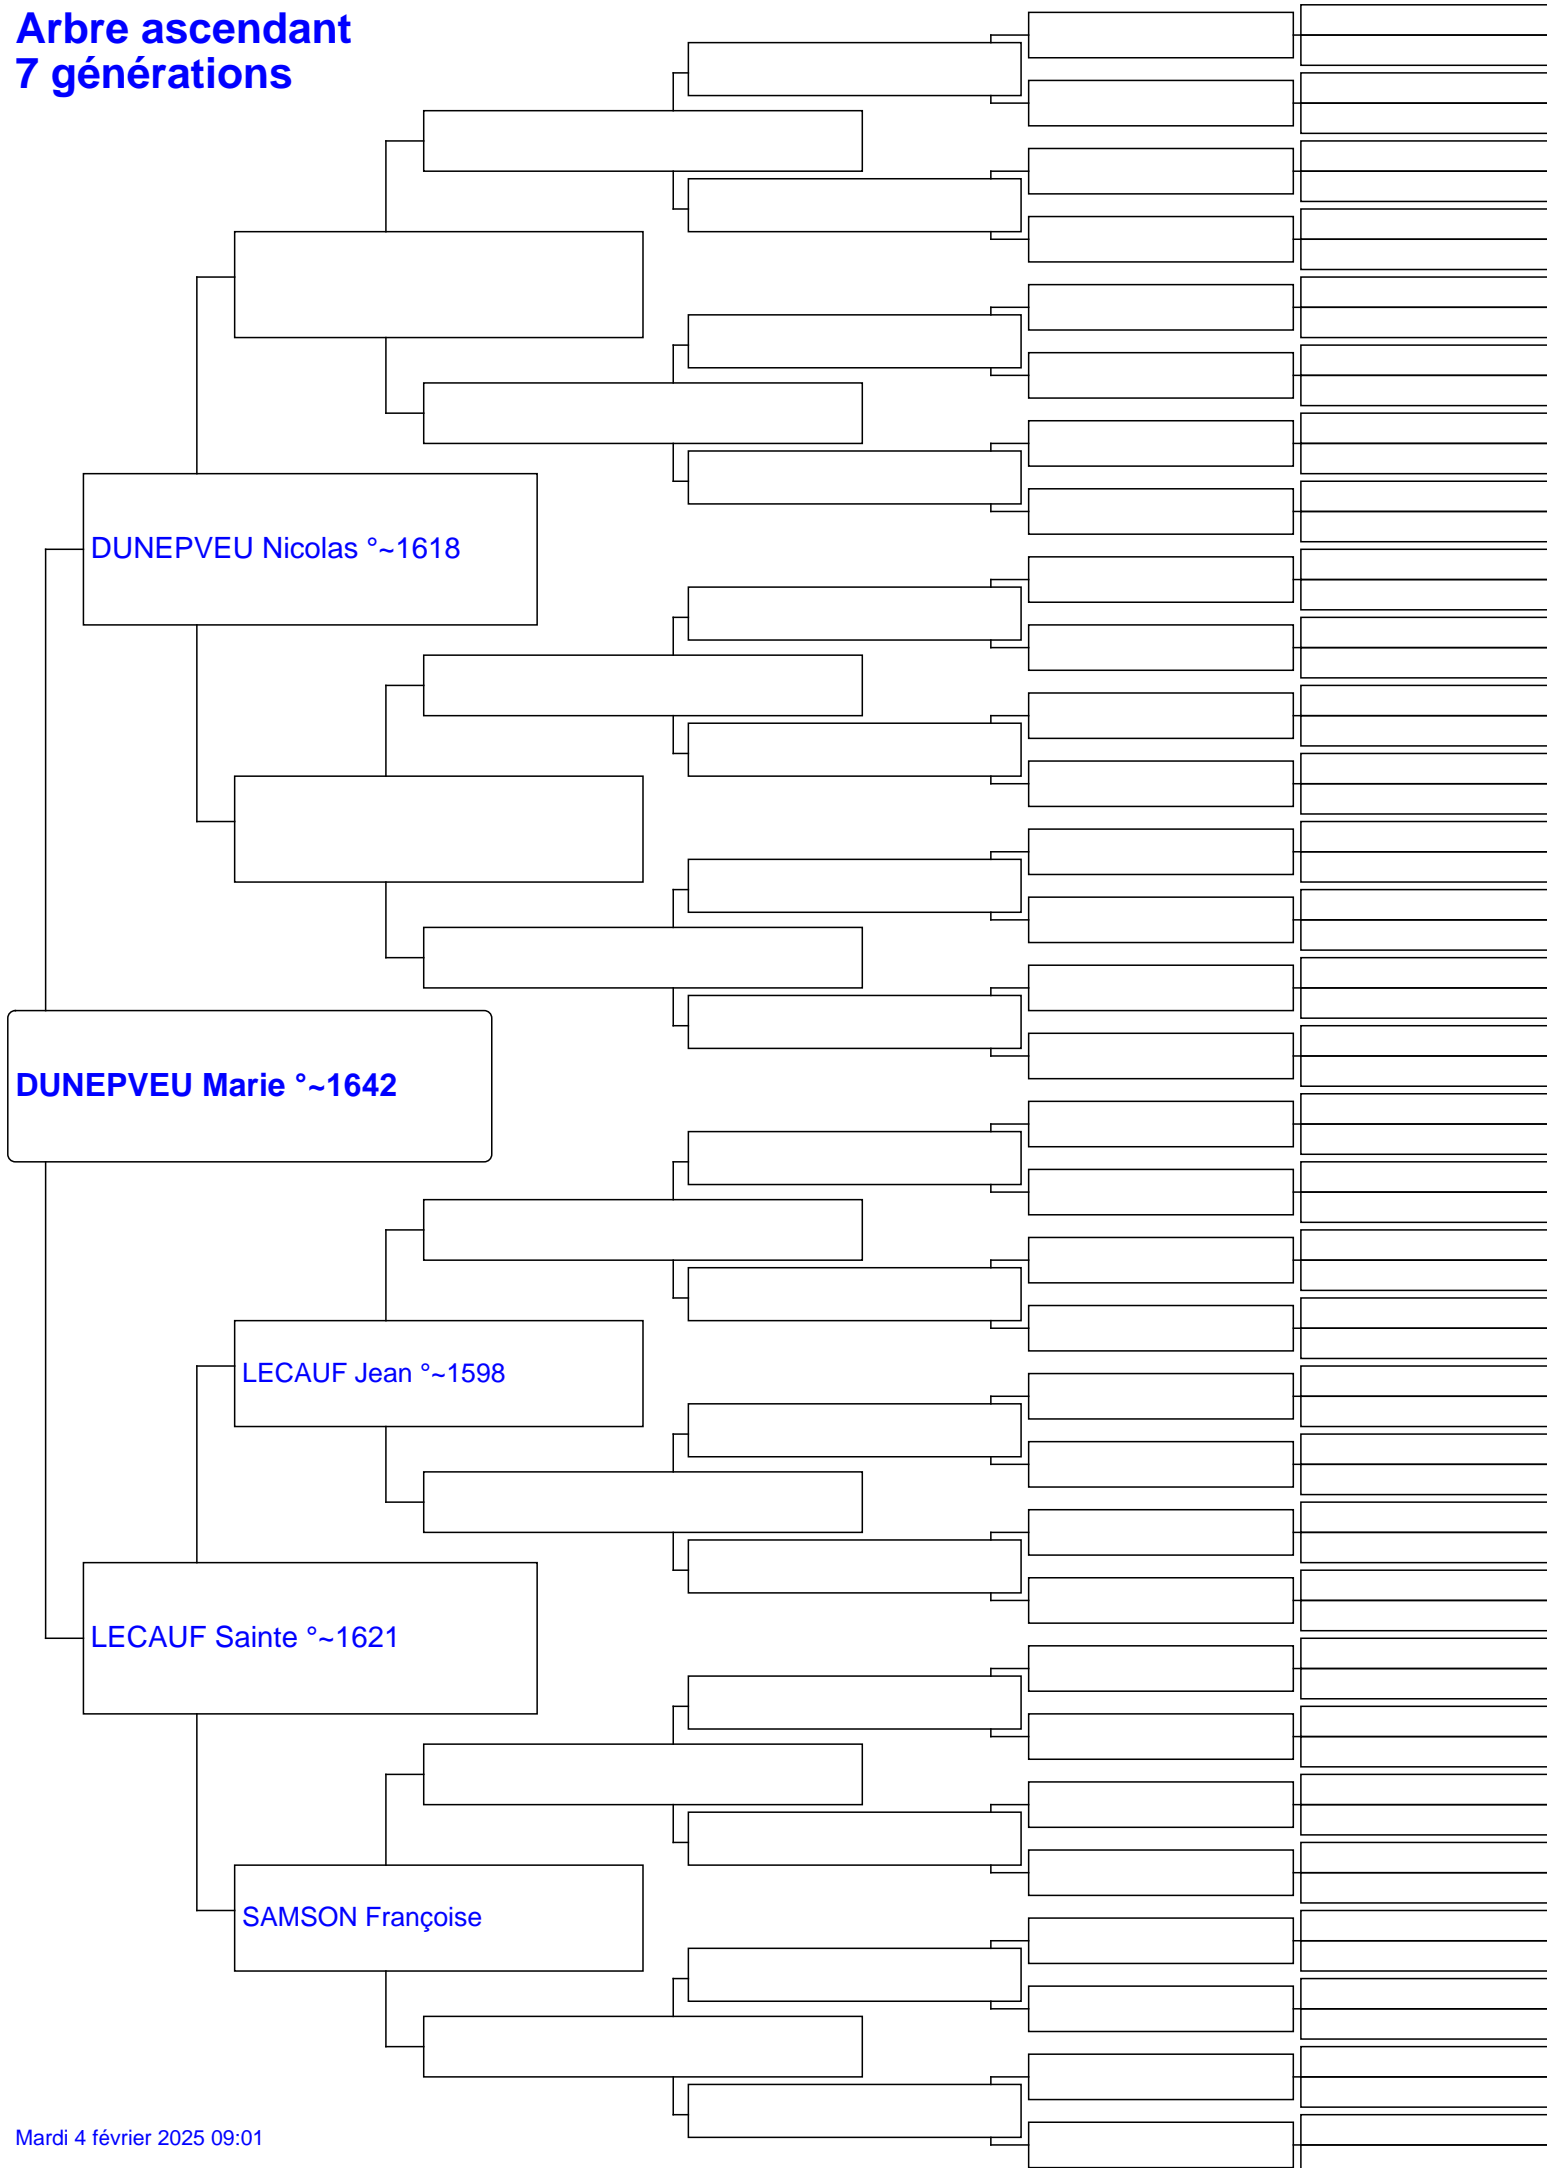 Arbre ascendant
7 générations
DUNEPVEU Nicolas °~1618
DUNEPVEU Marie °~1642
LECAUF Jean °~1598
LECAUF Sainte °~1621
SAMSON Françoise
Mardi 4 février 2025 09:01